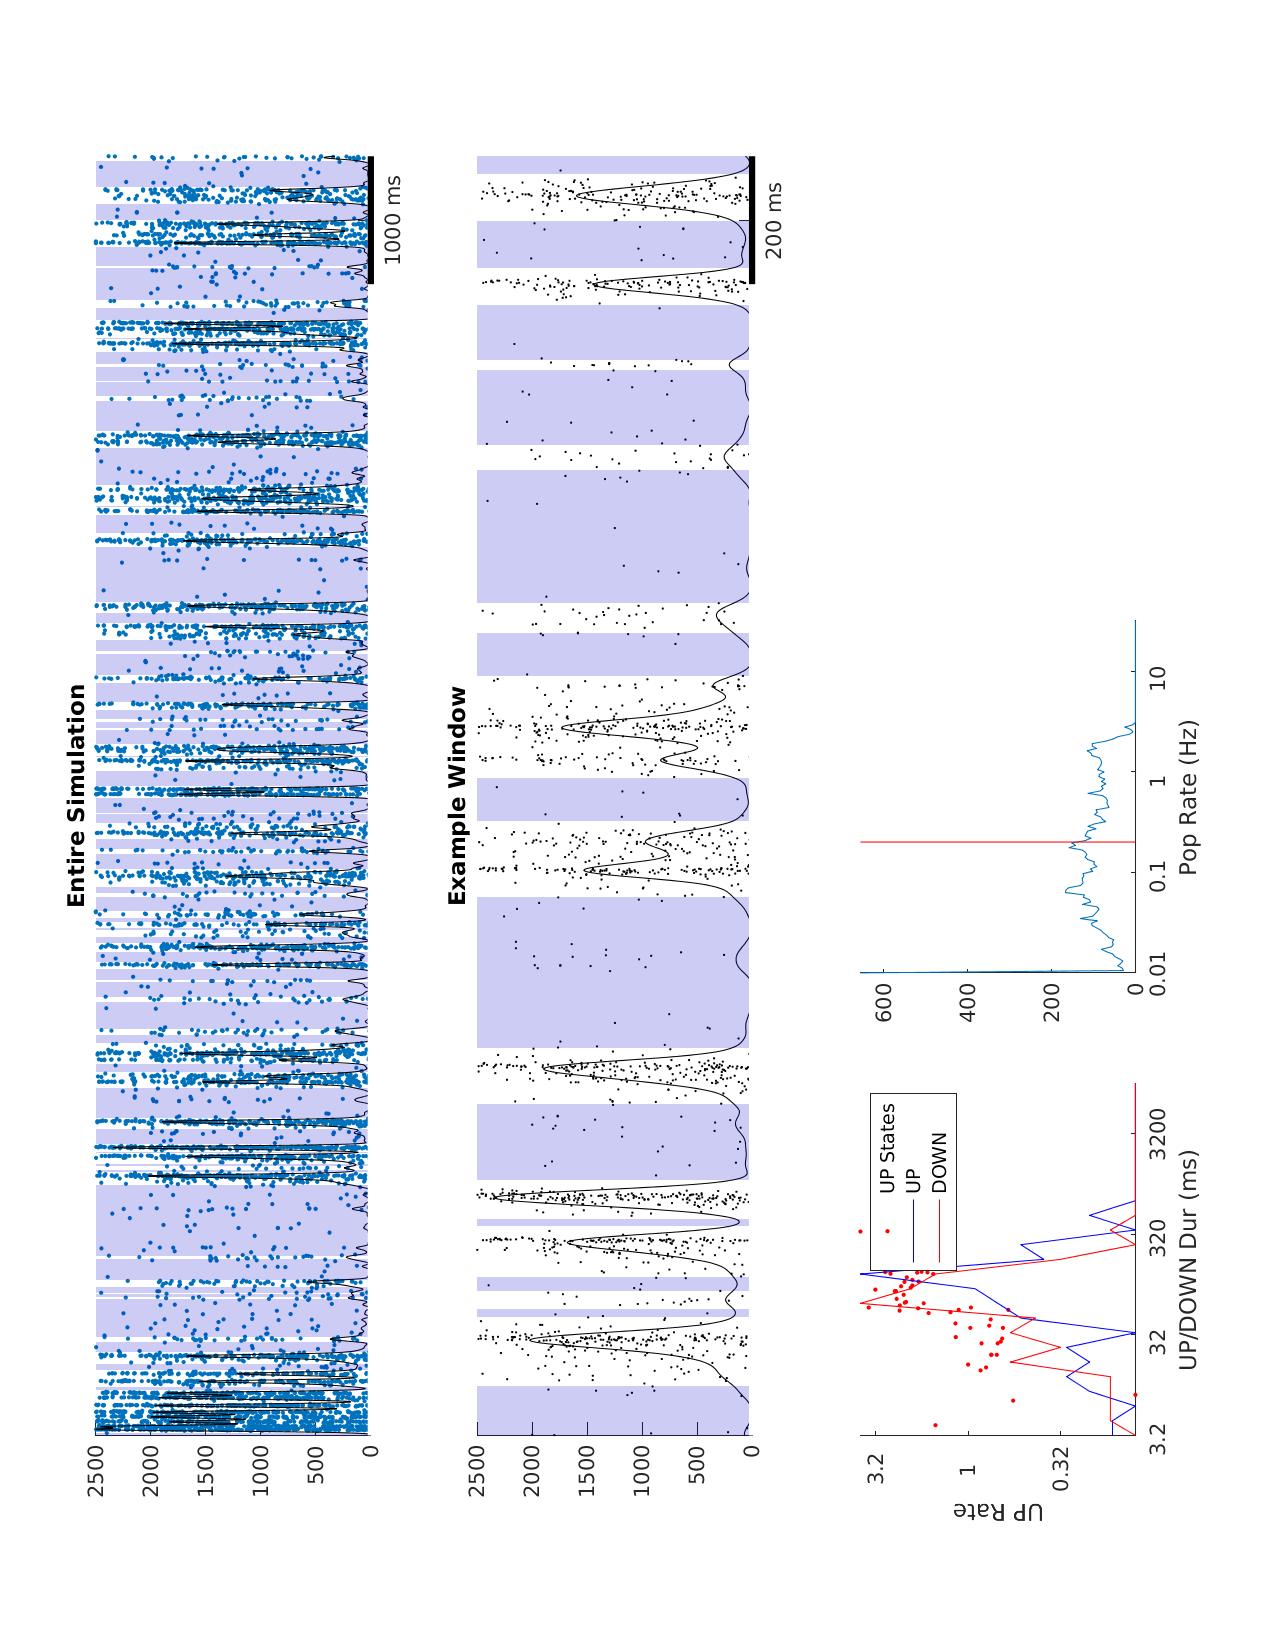 Entire Simulation
2500
2000
1500
1000
500
0
1000 ms
Example Window
2500
2000
1500
1000
500
0
200 ms
UP Rate
3.2
1
0.32
3.2 32 320 3200
UP/DOWN Dur (ms)
UP States
UP
DOWN
600
400
200
0
0.01 0.1 1 10
Pop Rate (Hz)